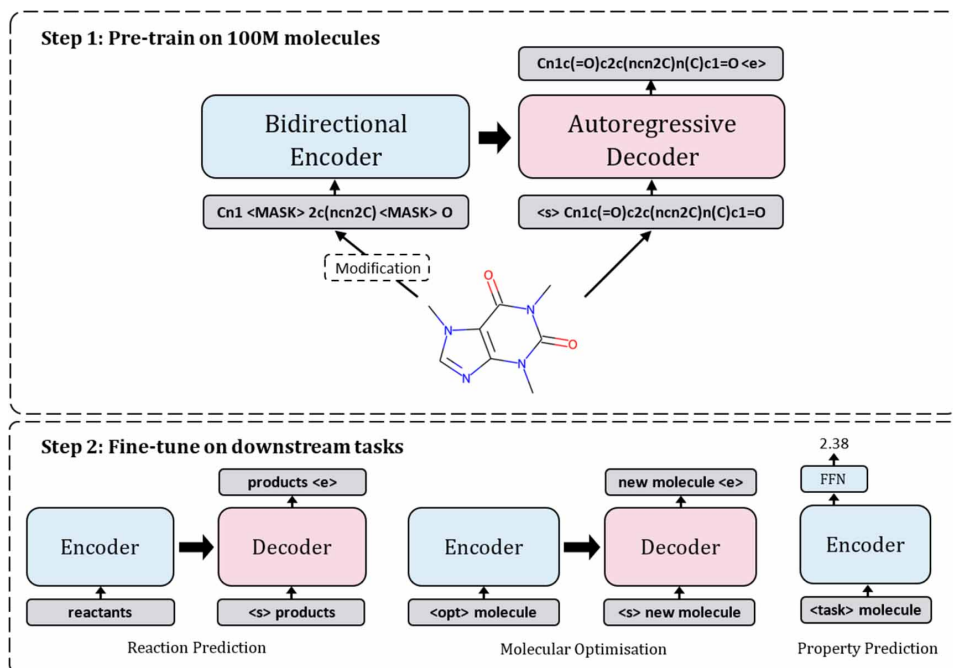 Step 1: Pre-train on 100M molecules
Cn1c(=O)c2c(ncn2C)n(C)c1=O <e>
Bidirectional
Encoder
Autoregressive
Decoder
Cn1 <MASK> 2c(ncn2C) <MASK> O
<s> Cn1c(=O)c2c(ncn2C)n(C)c1=O
Modification
O
N
N
O
N
N
Step 2: Fine-tune on downstream tasks
products <e>
Encoder
Decoder
reactants
<s> products
Reaction Prediction
new molecule <e>
Encoder
Decoder
<opt> molecule
<s> new molecule
Molecular Optimisation
2.38
FFN
Encoder
<task> molecule
Property Prediction